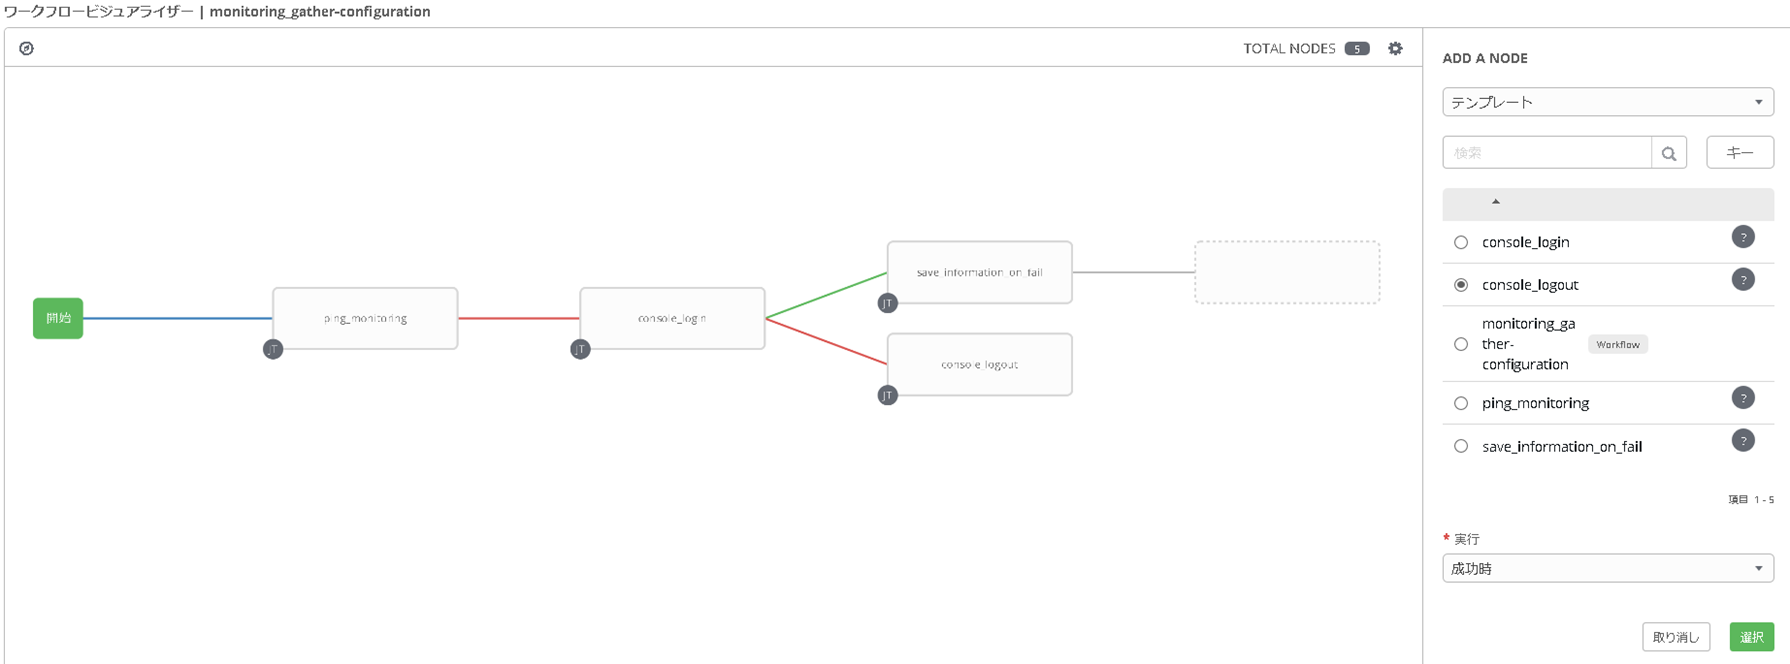 ワークフロービジュアライザー | monitoring_gather-configuration
TOTAL NODES 5
開始
ping_monitoring
JT
console_login
JT
save_information_on_fail
JT
console_logout
JT
ADD A NODE
テンプレート
検索
キー
console_login ?
console_logout ?
monitoring_ga
ther-
configuration
Workflow
ping_monitoring ?
save_information_on_fail ?
項目 1 - 5
* 実行
成功時
取り消し 選択